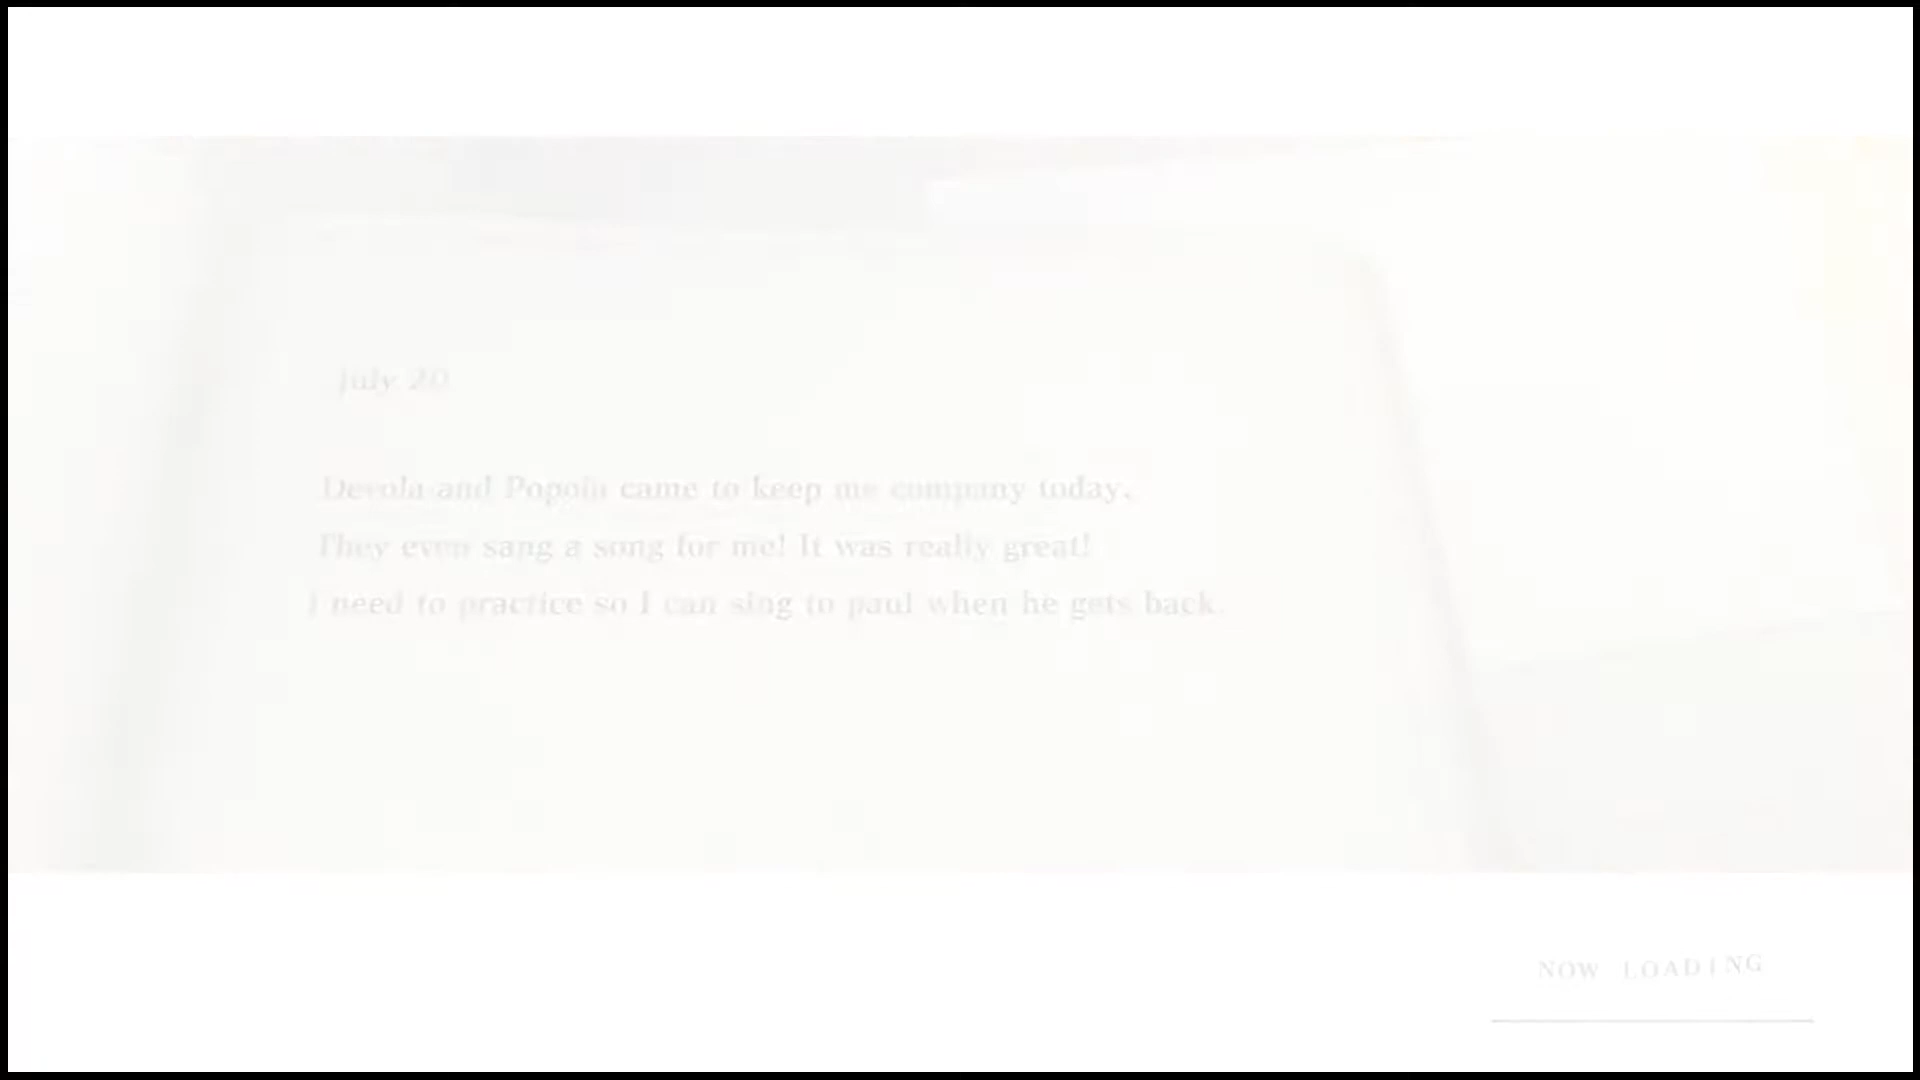 July 20
Devola and Popola came to keep me company today.
They even sang a song for me! It was really great!
I need to practice so I can sing to paul when he gets back.
NOW LOADING